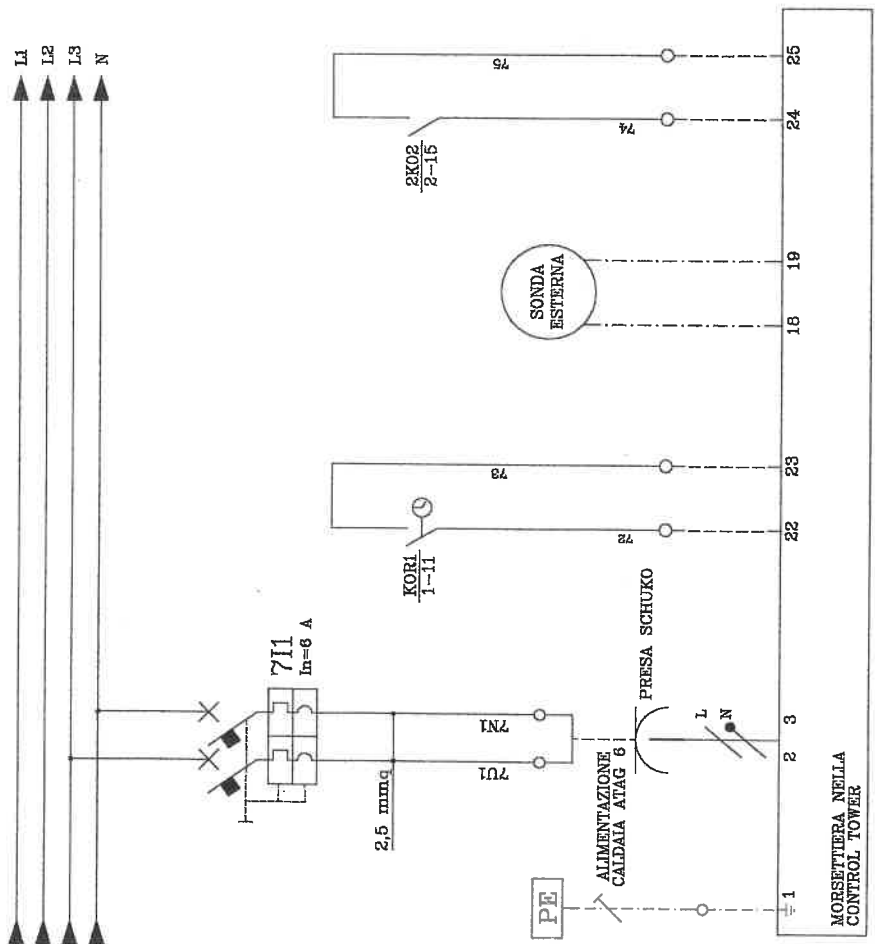 L1
L2
L3
N
7I1
In=6 A
2,5 mmq
7U1
7N1
PE
ALIMENTAZIONE
CALDAIA ATAG 6
PRESA SCHUKO
L
N
KOR1
1-11
72
73
SONDA
ESTERNA
2K02
2-15
74
75
1
2
3
22
23
18
19
24
25
MORSETTIERA NELLA
CONTROL TOWER